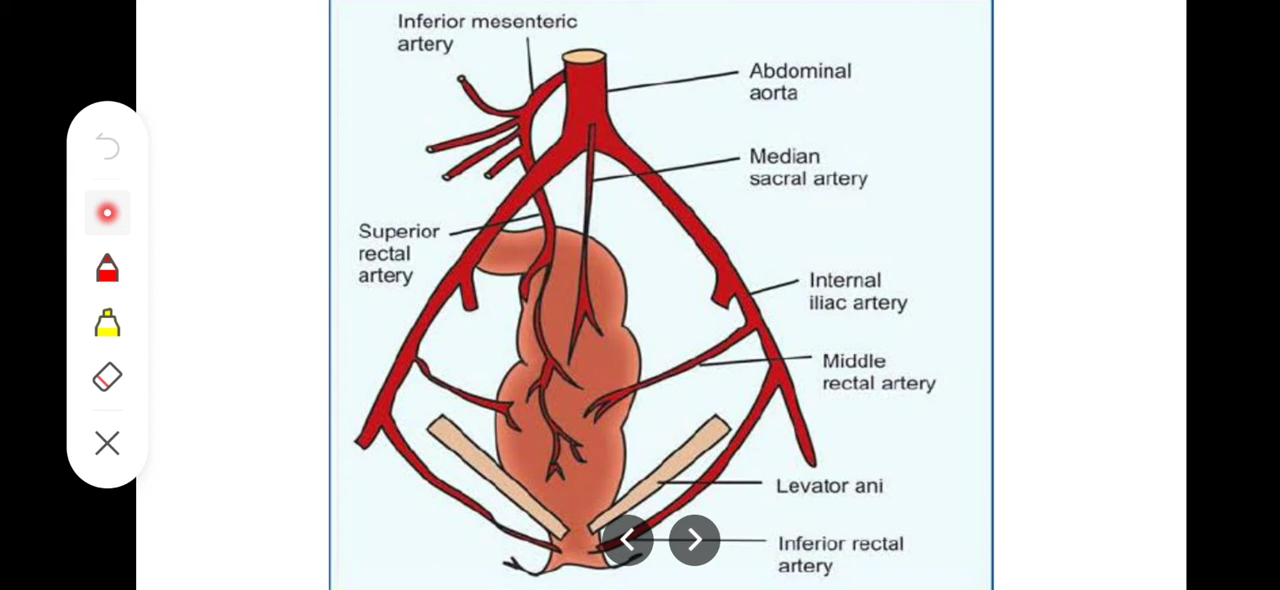 Inferior mesenteric
artery
Abdominal
aorta
Median
sacral artery
Superior
rectal
artery
Internal
iliac artery
Middle
rectal artery
Levator ani
Inferior rectal
artery